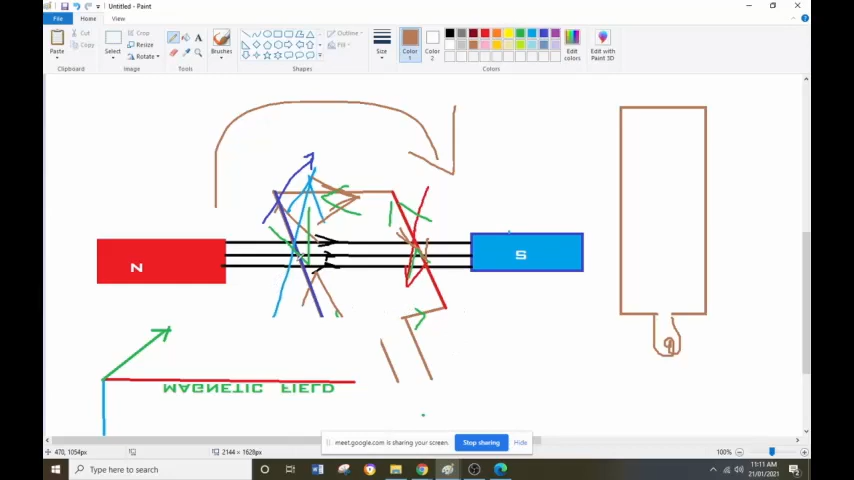 Untitled - Paint
File Home View
Cut
Copy
Paste
Clipboard
Crop
Resize
Rotate
Select
Image
Tools
Brushes
Outline
Fill
Shapes
Size
Color 1
Color 2
Edit colors
Edit with Paint 3D
Colors
N
S
MAGNETIC FIELD
meet.google.com is sharing your screen.
Stop sharing
Hide
470, 1054px
2144 × 1628px
100%
Type here to search
11:11 AM
21/01/2021